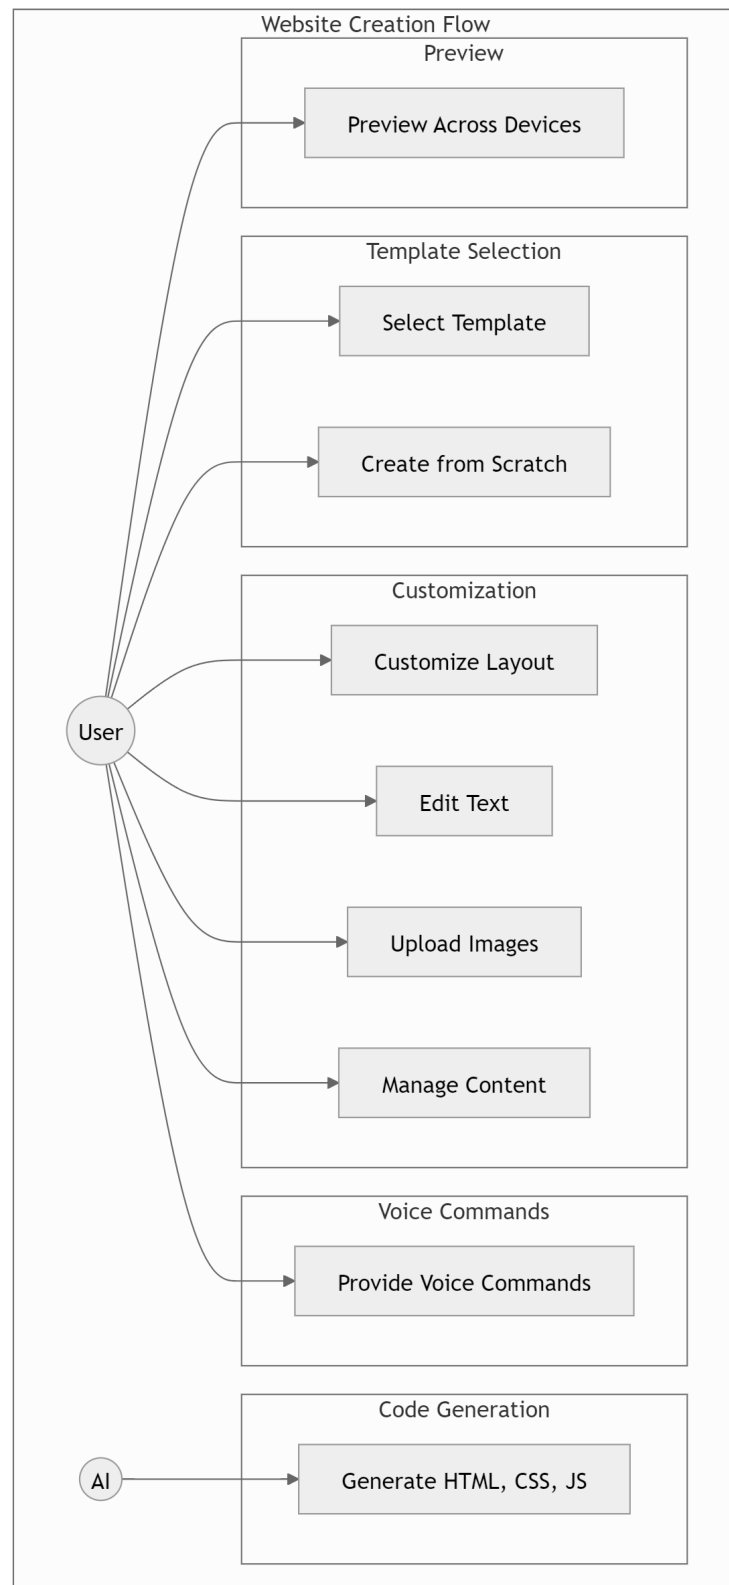 Website Creation Flow
Preview
Preview Across Devices
Template Selection
Select Template
Create from Scratch
Customization
Customize Layout
User
Edit Text
Upload Images
Manage Content
Voice Commands
Provide Voice Commands
Code Generation
AI
Generate HTML, CSS, JS